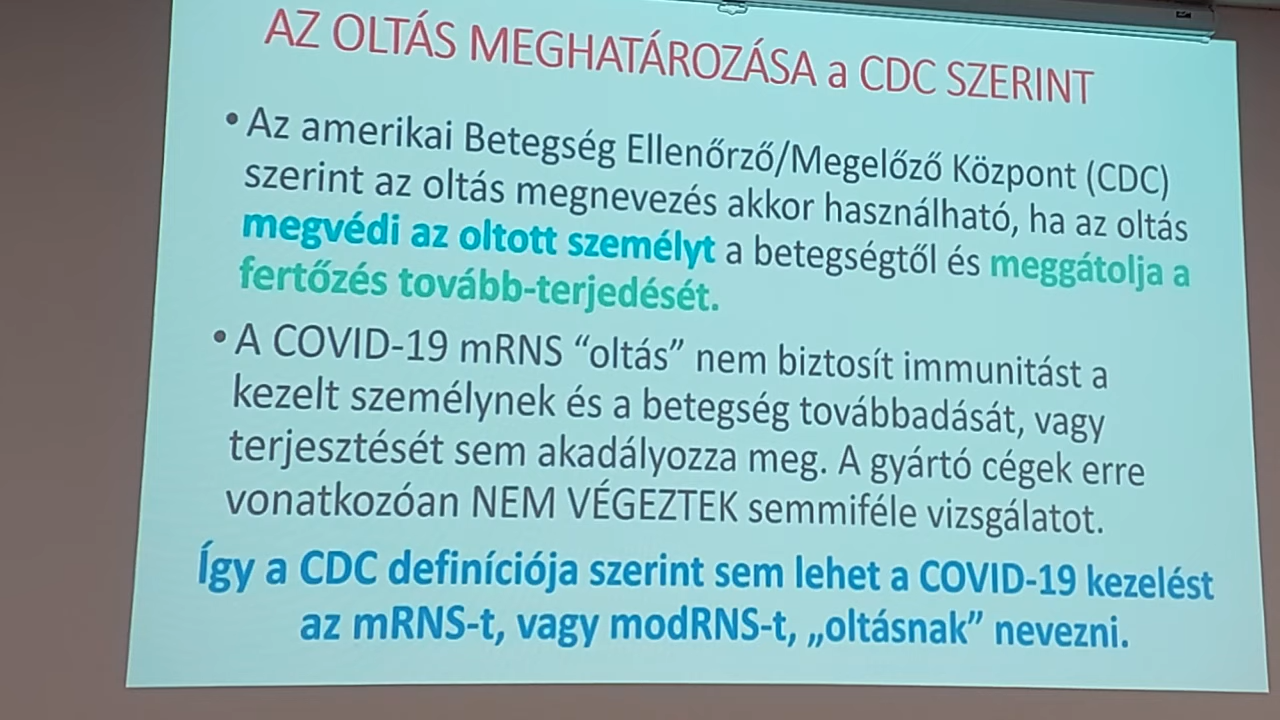 AZ OLTÁS MEGHATÁROZÁSA a CDC SZERINT
• Az amerikai Betegség Ellenőrző/Megelőző Központ (CDC)
szerint az oltás megnevezés akkor használható, ha az oltás
megvédi az oltott személyt a betegségtől és meggátolja a
fertőzés tovább-terjedését.
• A COVID-19 mRNS “oltás” nem biztosít immunitást a
kezelt személynek és a betegség továbbadását, vagy
terjesztését sem akadályozza meg. A gyártó cégek erre
vonatkozóan NEM VÉGEZTEK semmiféle vizsgálatot.
Így a CDC definíciója szerint sem lehet a COVID-19 kezelést
az mRNS-t, vagy modRNS-t, „oltásnak” nevezni.